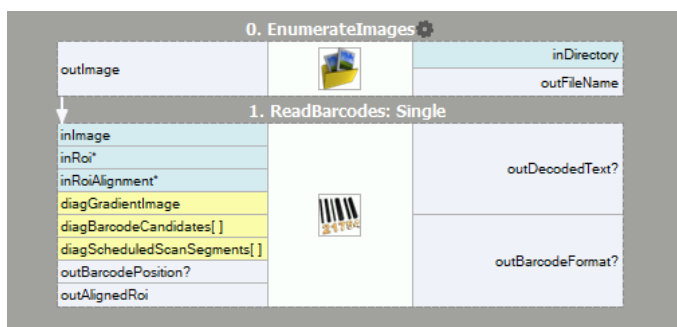 0. EnumerateImages
outImage
inDirectory
outFileName
1. ReadBarcodes: Single
inImage
inRoi*
inRoiAlignment*
diagGradientImage
diagBarcodeCandidates[ ]
diagScheduledScanSegments[ ]
outBarcodePosition?
outAlignedRoi
outDecodedText?
outBarcodeFormat?